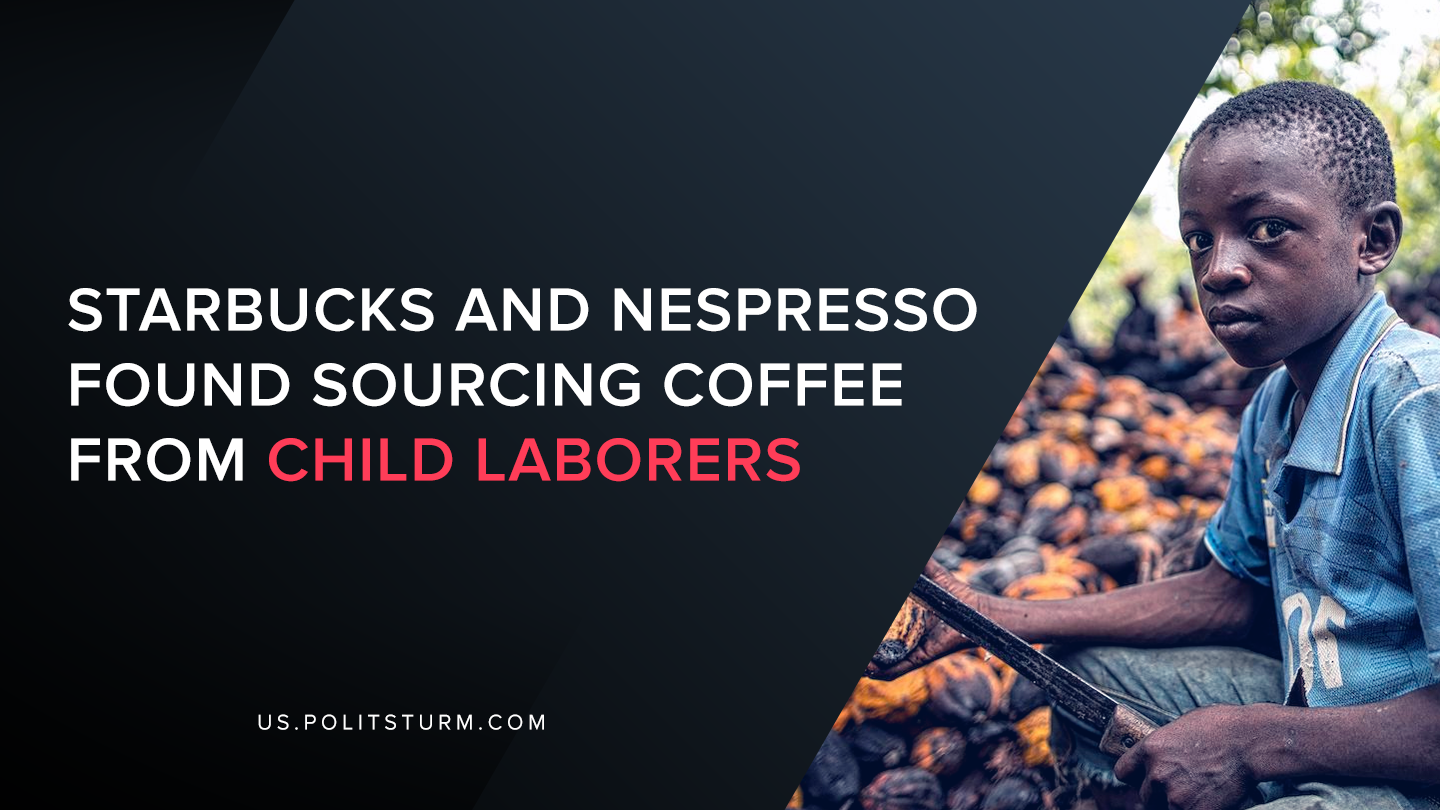 STARBUCKS AND NESPRESSO
FOUND SOURCING COFFEE
FROM CHILD LABORERS
US.POLITSTURM.COM